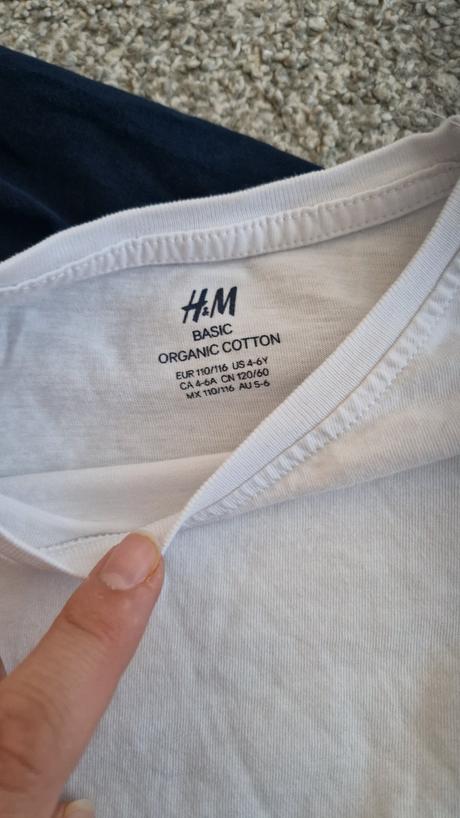 H&M
BASIC
ORGANIC COTTON
EUR 110/116 US 4-6Y
CA 4-6A CN 120/60
MX 110/116 AU 5-6